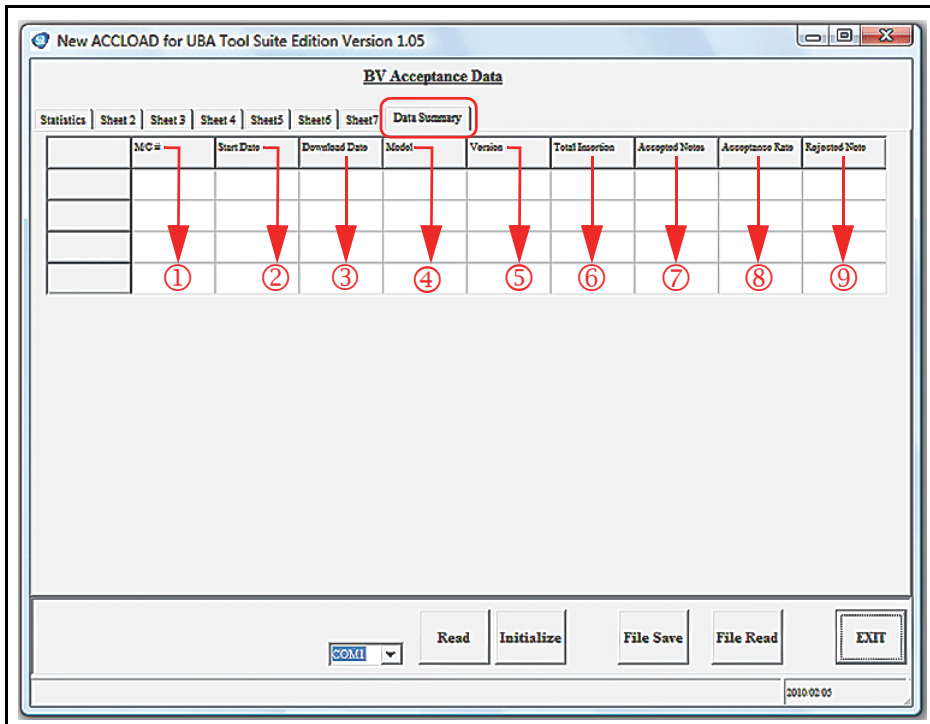 New ACCLOAD for UBA Tool Suite Edition Version 1.05
BV Acceptance Data
Statistics Sheet 2 Sheet 3 Sheet 4 Sheet5 Sheet6 Sheet7 Data Summary
MC# Start Date Download Date Model Version Total Insertion Accepted Notes Acceptance Rate Rejected Note
① ② ③ ④ ⑤ ⑥ ⑦ ⑧ ⑨
COM1 Read Initialize File Save File Read EXIT
2010/02/05